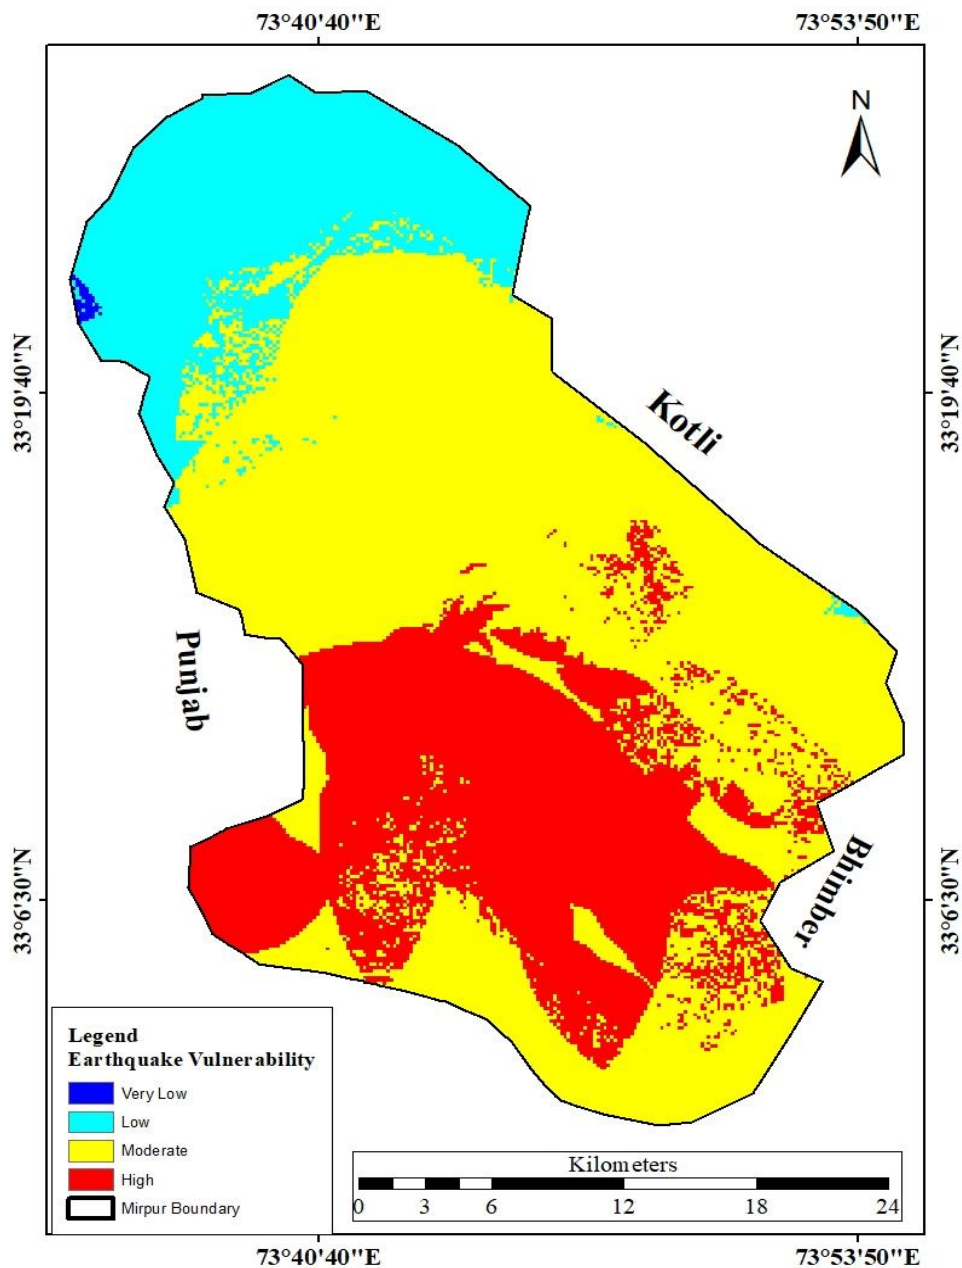 73°40'40"E
73°53'50"E
N
33°19'40"N
33°19'40"N
Kotli
Punjab
Bhimber
33°6'30"N
33°6'30"N
Legend
Earthquake Vulnerability
Very Low
Low
Moderate
High
Mirpur Boundary
Kilometers
0 3 6 12 18 24
73°40'40"E
73°53'50"E